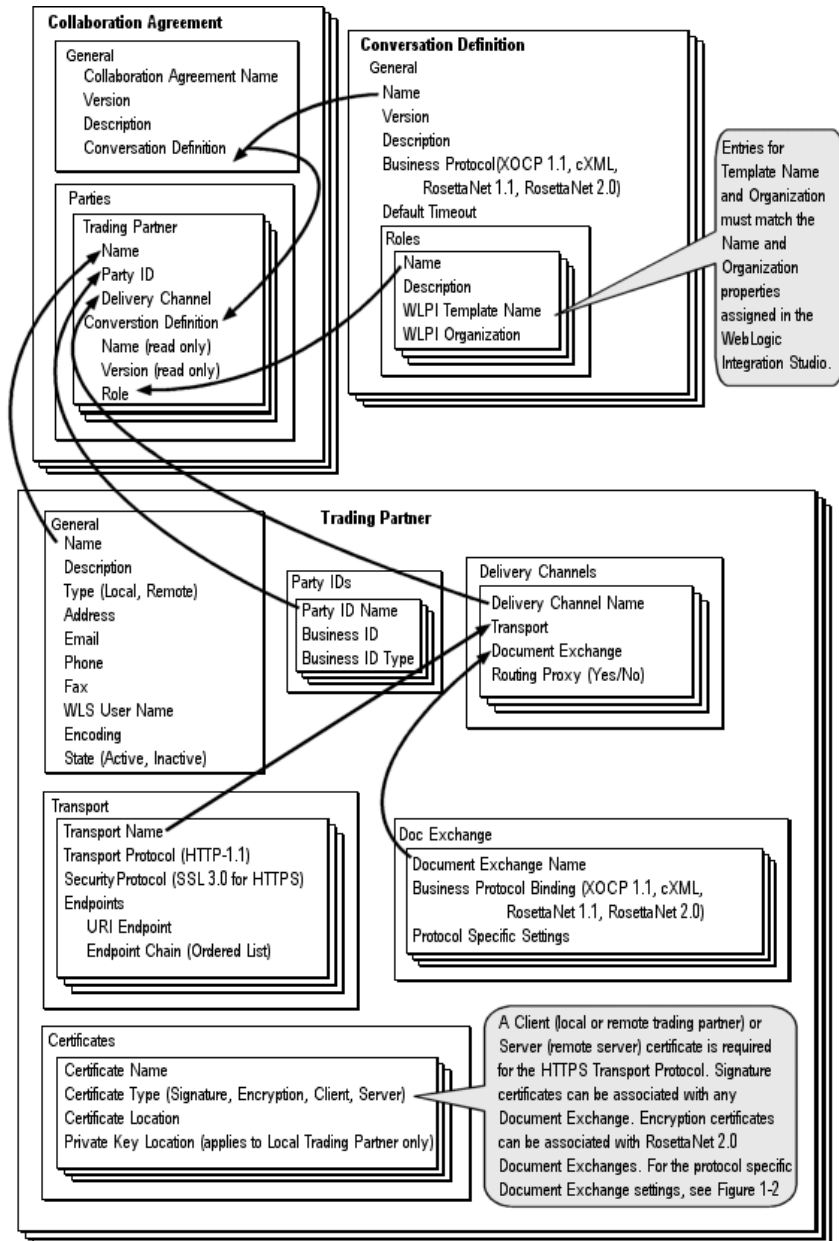 Collaboration Agreement
General
Collaboration Agreement Name
Version
Description
Conversation Definition
Parties
Trading Partner
Name
Party ID
Delivery Channel
Converstion Definition
Name (read only)
Version (read only)
Role
Conversation Definition
General
Name
Version
Description
Business Protocol(XOCP 1.1, cXML,
RosettaNet 1.1, RosettaNet 2.0)
Default Timeout
Roles
Name
Description
WLPI Template Name
WLPI Organization
Entries for
Template Name
and Organization
must match the
Name and
Organization
properties
assigned in the
WebLogic
Integration Studio.
Trading Partner
General
Name
Description
Type (Local, Remote)
Address
Email
Phone
Fax
WLS User Name
Encoding
State (Active, Inactive)
Party IDs
Party ID Name
Business ID
Business ID Type
Delivery Channels
Delivery Channel Name
Transport
Document Exchange
Routing Proxy (Yes/No)
Transport
Transport Name
Transport Protocol (HTTP-1.1)
Security Protocol (SSL 3.0 for HTTPS)
Endpoints
URI Endpoint
Endpoint Chain (Ordered List)
Doc Exchange
Document Exchange Name
Business Protocol Binding (XOCP 1.1, cXML,
RosettaNet 1.1, RosettaNet 2.0)
Protocol Specific Settings
Certificates
Certificate Name
Certificate Type (Signature, Encryption, Client, Server)
Certificate Location
Private Key Location (applies to Local Trading Partner only)
A Client (local or remote trading partner) or
Server (remote server) certificate is required
for the HTTPS Transport Protocol. Signature
certificates can be associated with any
Document Exchange. Encryption certificates
can be associated with RosettaNet 2.0
Document Exchanges. For the protocol specific
Document Exchange settings, see Figure 1-2